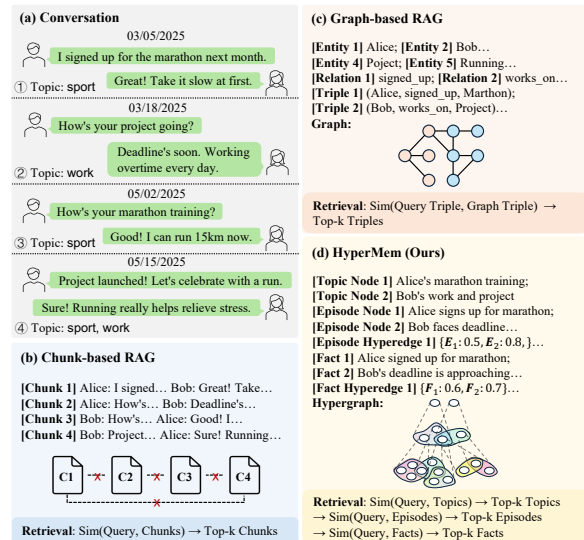 (a) Conversation
03/05/2025
I signed up for the marathon next month.
Great! Take it slow at first.
① Topic: sport
03/18/2025
How's your project going?
Deadline's soon. Working
overtime every day.
② Topic: work
05/02/2025
How's your marathon training?
Good! I can run 15km now.
③ Topic: sport
05/15/2025
Project launched! Let's celebrate with a run.
Sure! Running really helps relieve stress.
④ Topic: sport, work
(b) Chunk-based RAG
[Chunk 1] Alice: I signed… Bob: Great! Take…
[Chunk 2] Alice: How's… Bob: Deadline's…
[Chunk 3] Bob: How's… Alice: Good! I…
[Chunk 4] Bob: Project… Alice: Sure! Running…
C1 C2 C3 C4
Retrieval: Sim(Query, Chunks) → Top-k Chunks
(c) Graph-based RAG
[Entity 1] Alice; [Entity 2] Bob…
[Entity 4] Poject; [Entity 5] Running…
[Relation 1] signed_up; [Relation 2] works_on…
[Triple 1] (Alice, signed_up, Marthon);
[Triple 2] (Bob, works_on, Project)…
Graph:
Retrieval: Sim(Query Triple, Graph Triple) →
Top-k Triples
(d) HyperMem (Ours)
[Topic Node 1] Alice's marathon training;
[Topic Node 2] Bob's work and project
[Episode Node 1] Alice signs up for marathon;
[Episode Node 2] Bob faces deadline…
[Episode Hyperedge 1] {E₁: 0.5, E₂: 0.8, }…
[Fact 1] Alice signed up for marathon;
[Fact 2] Bob's deadline is approaching…
[Fact Hyperedge 1] {F₁: 0.6, F₂: 0.7}…
Hypergraph:
Retrieval: Sim(Query, Topics) → Top-k Topics
→ Sim(Query, Episodes) → Top-k Episodes
→ Sim(Query, Facts) → Top-k Facts